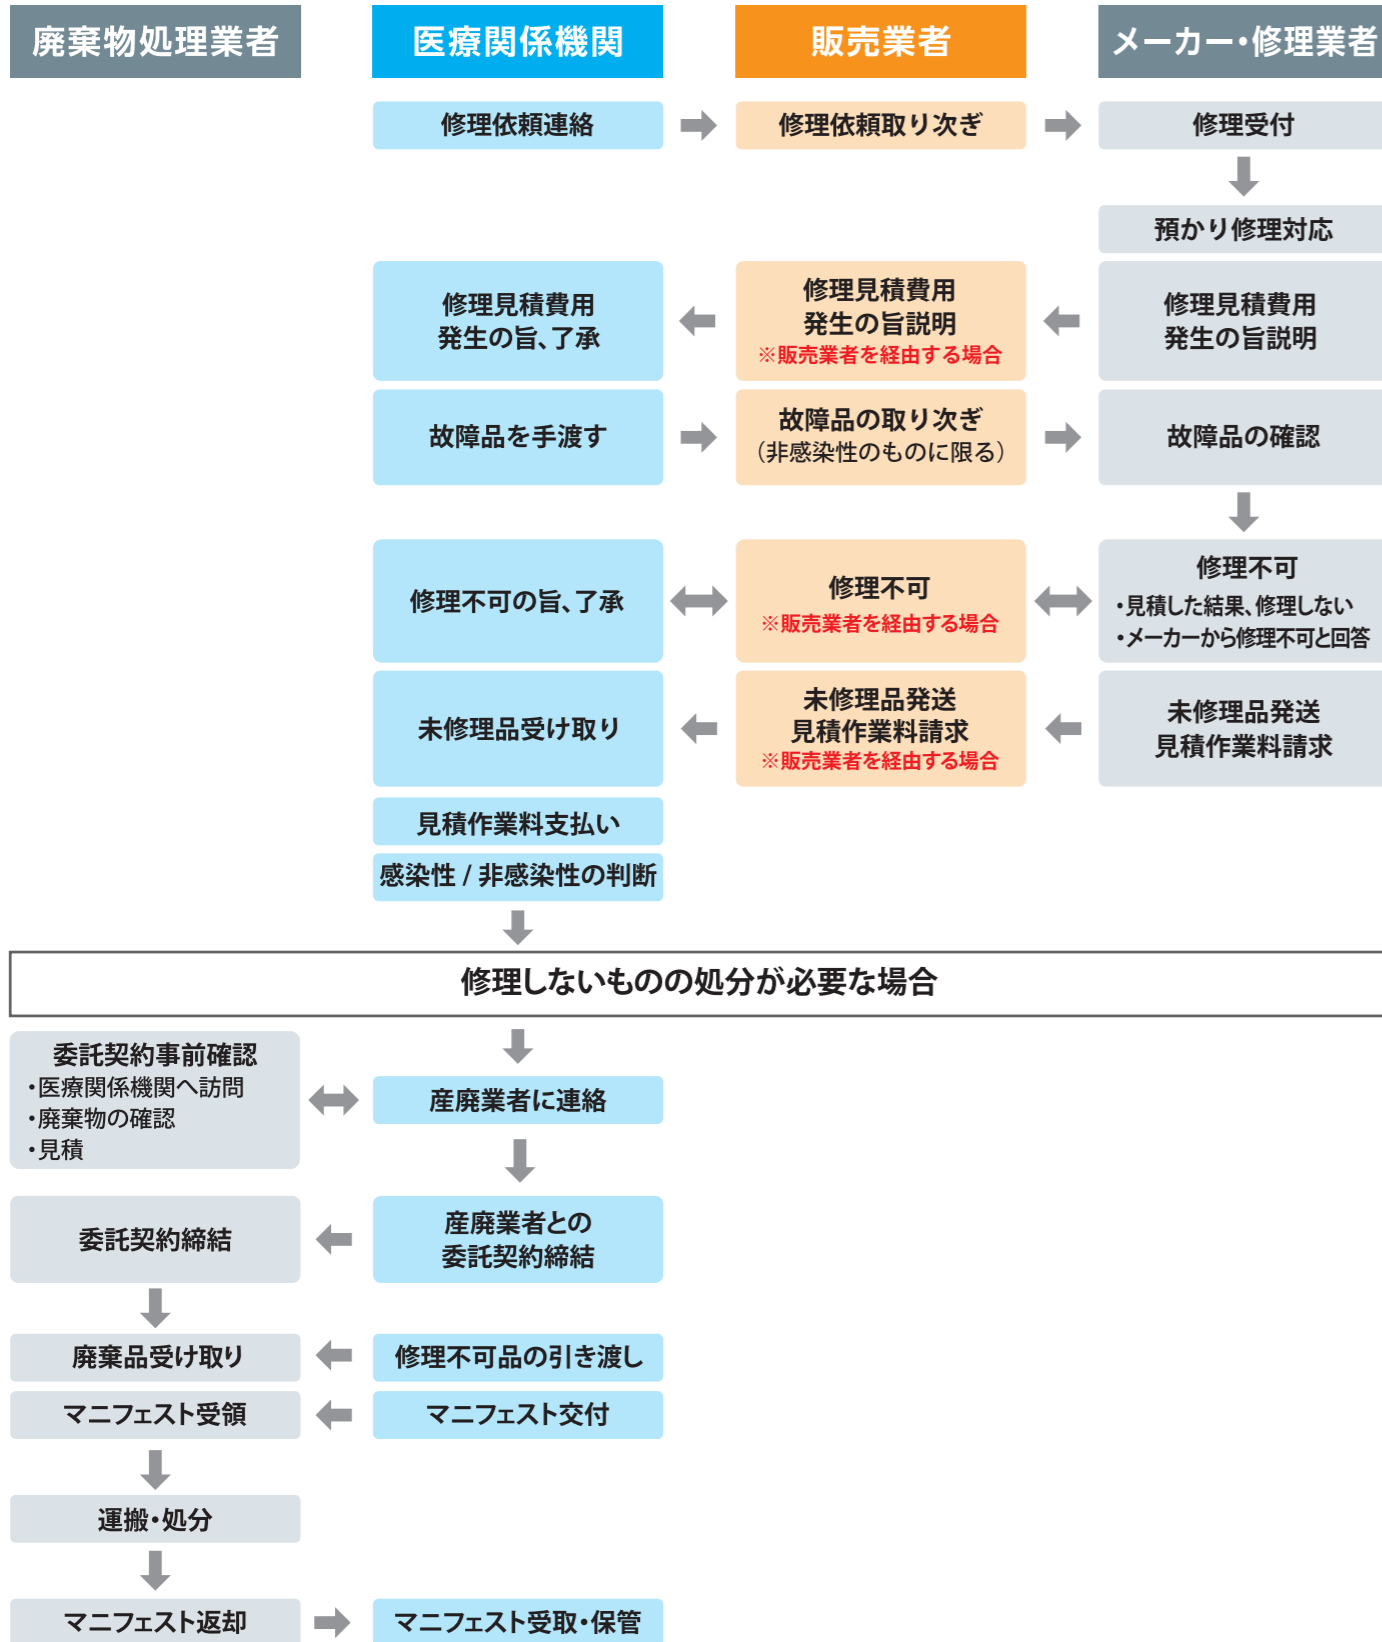 廃棄物処理業者
医療関係機関
販売業者
メーカー・修理業者
修理依頼連絡
修理依頼取り次ぎ
修理受付
預かり修理対応
修理見積費用
発生の旨、了承
修理見積費用
発生の旨説明
※販売業者を経由する場合
修理見積費用
発生の旨説明
故障品を手渡す
故障品の取り次ぎ
（非感染性のものに限る）
故障品の確認
修理不可の旨、了承
修理不可
※販売業者を経由する場合
修理不可
・見積した結果、修理しない
・メーカーから修理不可と回答
未修理品受け取り
未修理品発送
見積作業料請求
※販売業者を経由する場合
未修理品発送
見積作業料請求
見積作業料支払い
感染性 / 非感染性の判断
修理しないものの処分が必要な場合
委託契約事前確認
・医療関係機関へ訪問
・廃棄物の確認
・見積
産廃業者に連絡
委託契約締結
産廃業者との
委託契約締結
廃棄品受け取り
修理不可品の引き渡し
マニフェスト受領
マニフェスト交付
運搬・処分
マニフェスト返却
マニフェスト受取・保管